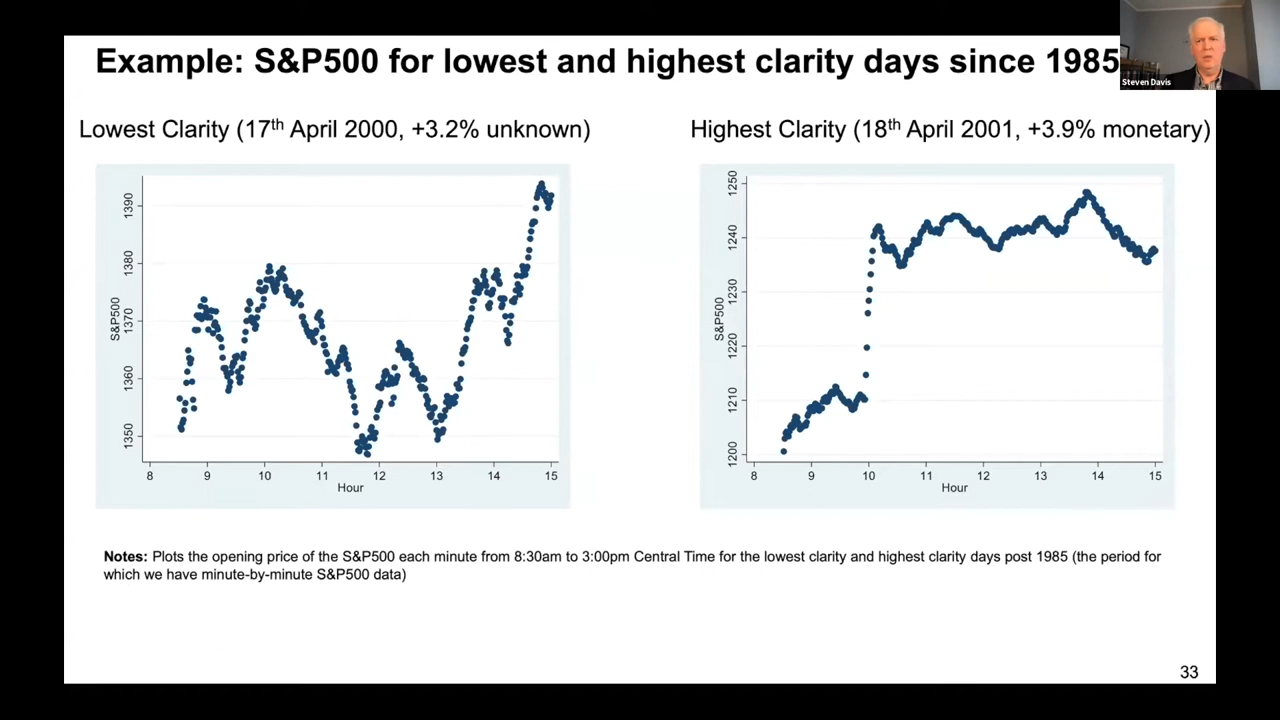 Example: S&P500 for lowest and highest clarity days since 1985
Steven Davis
Lowest Clarity (17th April 2000, +3.2% unknown)
Highest Clarity (18th April 2001, +3.9% monetary)
S&P500
1390
1380
1370
1360
1350
8 9 10 11 12 13 14 15
Hour
S&P500
1250
1240
1230
1220
1210
1200
8 9 10 11 12 13 14 15
Hour
Notes: Plots the opening price of the S&P500 each minute from 8:30am to 3:00pm Central Time for the lowest clarity and highest clarity days post 1985 (the period for
which we have minute-by-minute S&P500 data)
33